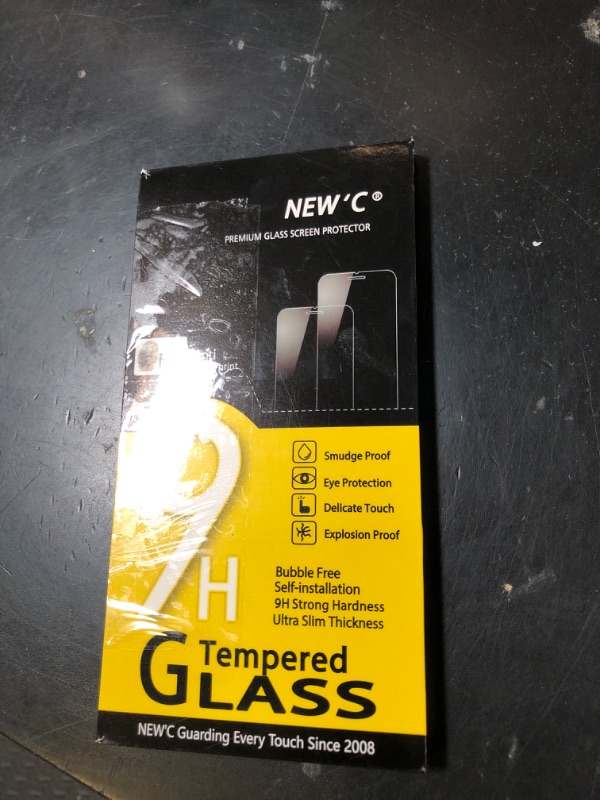 NEW'C®
PREMIUM GLASS SCREEN PROTECTOR
Smudge Proof
Eye Protection
Delicate Touch
Explosion Proof
9H
Bubble Free
Self-installation
9H Strong Hardness
Ultra Slim Thickness
Tempered
GLASS
NEW'C Guarding Every Touch Since 2008